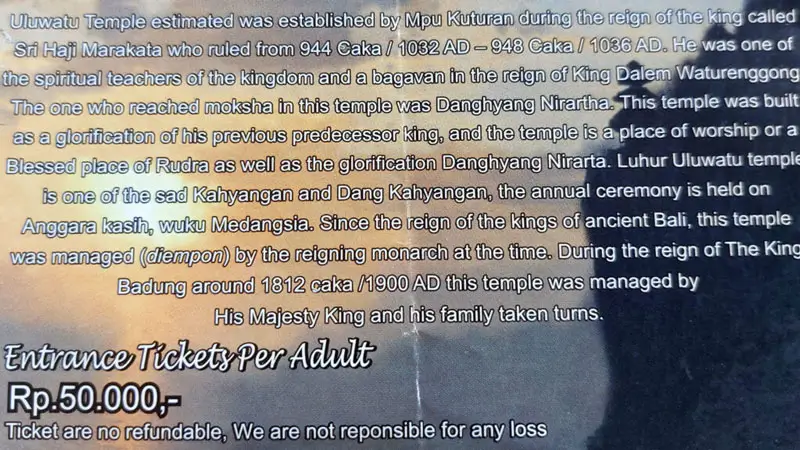 Uluwatu Temple estimated was established by Mpu Kuturan during the reign of the king called
Sri Haji Marakata who ruled from 944 Caka / 1032 AD – 948 Caka / 1036 AD. He was one of
the spiritual teachers of the kingdom and a bagavan in the reign of King Dalem Waturenggong
The one who reached moksha in this temple was Danghyang Nirartha. This temple was built
as a glorification of his previous predecessor king, and the temple is a place of worship or a
Blessed place of Rudra as well as the glorification Danghyang Nirarta. Luhur Uluwatu temple
is one of the sad Kahyangan and Dang Kahyangan, the annual ceremony is held on
Anggara kasih, wuku Medangsia. Since the reign of the kings of ancient Bali, this temple
was managed (diempon) by the reigning monarch at the time. During the reign of The King
Badung around 1812 caka /1900 AD this temple was managed by
His Majesty King and his family taken turns.
Entrance Tickets Per Adult
Rp.50.000,-
Ticket are no refundable, We are not reponsible for any loss